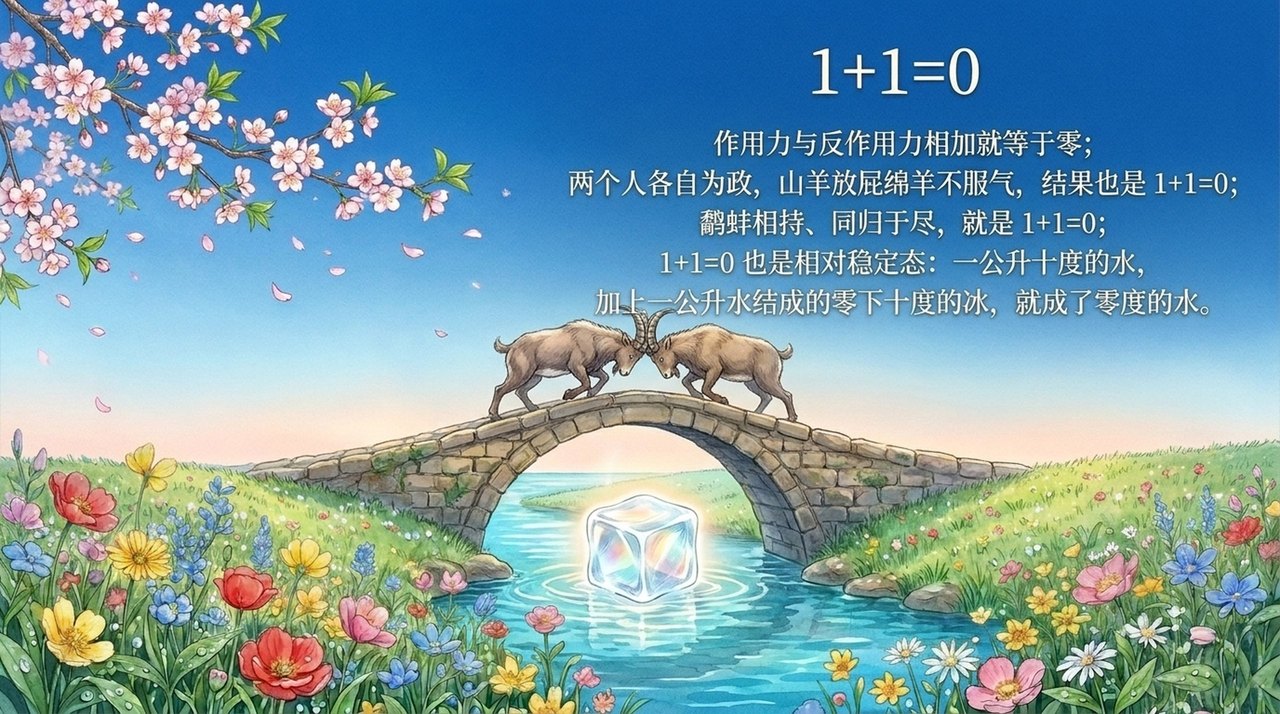 1+1=0
作用力与反作用力相加就等于零；
两个人各自为政，山羊放屁绵羊不服气，结果也是 1+1=0；
鹬蚌相持、同归于尽，就是 1+1=0；
1+1=0 也是相对稳定态：一公升十度的水，
加上一公升水结成的零下十度的冰，就成了零度的水。